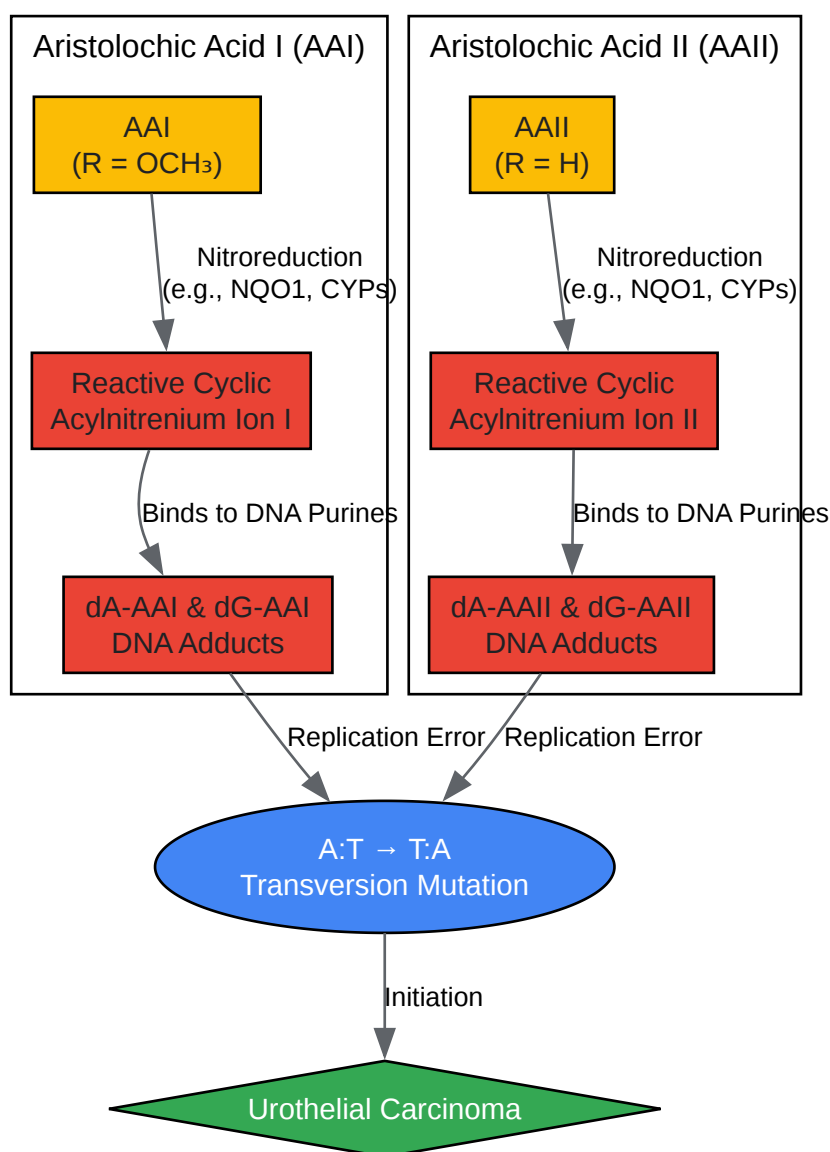 Aristolochic Acid I (AAI)
AAI
(R = OCH₃)
Nitroreduction
(e.g., NQO1, CYPs)
Reactive Cyclic
Acylnitrenium Ion I
Binds to DNA Purines
dA-AAI & dG-AAI
DNA Adducts
Replication Error
Aristolochic Acid II (AAII)
AAII
(R = H)
Nitroreduction
(e.g., NQO1, CYPs)
Reactive Cyclic
Acylnitrenium Ion II
Binds to DNA Purines
dA-AAII & dG-AAII
DNA Adducts
Replication Error
A:T → T:A
Transversion Mutation
Initiation
Urothelial Carcinoma